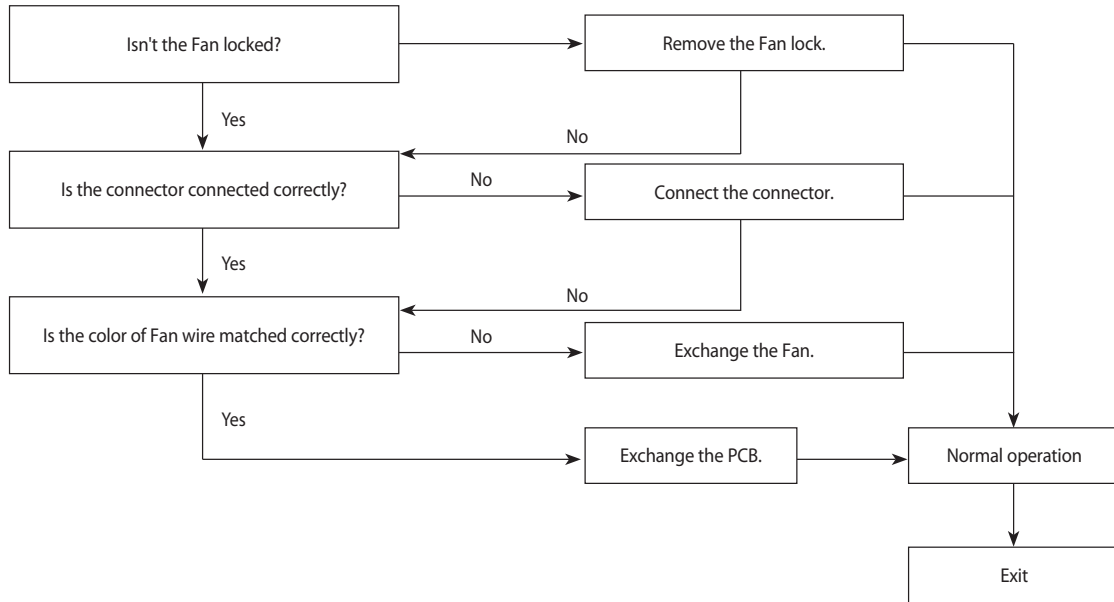 Isn't the Fan locked?
Remove the Fan lock.
Yes
No
Is the connector connected correctly?
No
Connect the connector.
Yes
No
Is the color of Fan wire matched correctly?
No
Exchange the Fan.
Yes
Exchange the PCB.
Normal operation
Exit